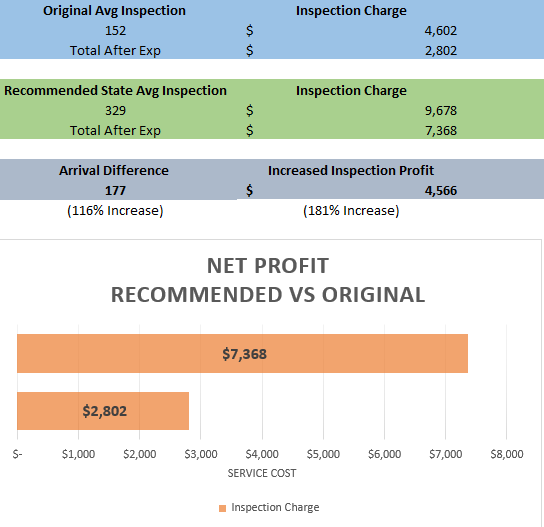 Original Avg Inspection Inspection Charge
152 $ 4,602
Total After Exp $ 2,802
Recommended State Avg Inspection Inspection Charge
329 $ 9,678
Total After Exp $ 7,368
Arrival Difference Increased Inspection Profit
177 $ 4,566
(116% Increase) (181% Increase)
NET PROFIT
RECOMMENDED VS ORIGINAL
$7,368
$2,802
$- $1,000 $2,000 $3,000 $4,000 $5,000 $6,000 $7,000 $8,000
SERVICE COST
Inspection Charge